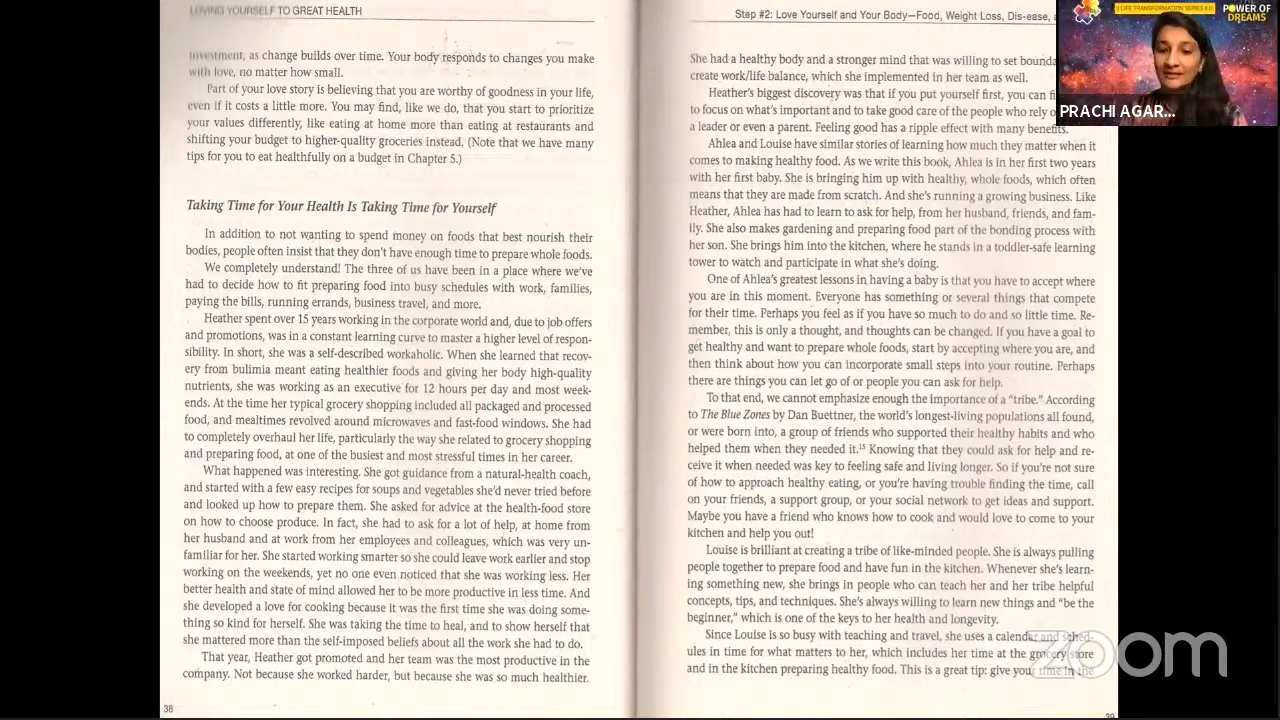 LOVING YOURSELF TO GREAT HEALTH
investment, as change builds over time. Your body responds to changes you make
with love, no matter how small.
Part of your love story is believing that you are worthy of goodness in your life,
even if it costs a little more. You may find, like we do, that you start to prioritize
your values differently, like eating at home more than eating at restaurants and
shifting your budget to higher-quality groceries instead. (Note that we have many
tips for you to eat healthfully on a budget in Chapter 5.)
Taking Time for Your Health Is Taking Time for Yourself
In addition to not wanting to spend money on foods that best nourish their
bodies, people often insist that they don't have enough time to prepare whole foods.
We completely understand! The three of us have been in a place where we've
had to decide how to fit preparing food into busy schedules with work, families,
paying the bills, running errands, business travel, and more.
Heather spent over 15 years working in the corporate world and, due to job offers
and promotions, was in a constant learning curve to master a higher level of respon-
sibility. In short, she was a self-described workaholic. When she learned that recov-
ery from bulimia meant eating healthier foods and giving her body high-quality
nutrients, she was working as an executive for 12 hours per day and most week-
ends. At the time her typical grocery shopping included all packaged and processed
food, and mealtimes revolved around microwaves and fast-food windows. She had
to completely overhaul her life, particularly the way she related to grocery shopping
and preparing food, at one of the busiest and most stressful times in her career.
What happened was interesting. She got guidance from a natural-health coach,
and started with a few easy recipes for soups and vegetables she'd never tried before
and looked up how to prepare them. She asked for advice at the health-food store
on how to choose produce. In fact, she had to ask for a lot of help, at home from
her husband and at work from her employees and colleagues, which was very un-
familiar for her. She started working smarter so she could leave work earlier and stop
working on the weekends, yet no one even noticed that she was working less. Her
better health and state of mind allowed her to be more productive in less time. And
she developed a love for cooking because it was the first time she was doing some-
thing so kind for herself. She was taking the time to heal, and to show herself that
she mattered more than the self-imposed beliefs about all the work she had to do.
That year, Heather got promoted and her team was the most productive in the
company. Not because she worked harder, but because she was so much healthier.
38
Step #2: Love Yourself and Your Body—Food, Weight Loss, Dis-ease,
She had a healthy body and a stronger mind that was willing to set
create work/life balance, which she implemented in her team as well.
Heather's biggest discovery was that if you put yourself first, you can
to focus on what's important and to take good care of the people who rely
a leader or even a parent. Feeling good has a ripple effect with many benefits.
Ahlea and Louise have similar stories of learning how much they matter when it
comes to making healthy food. As we write this book, Ahlea is in her first two years
with her first baby. She is bringing him up with healthy, whole foods, which often
means that they are made from scratch. And she's running a growing business. Like
Heather, Ahlea has had to learn to ask for help, from her husband, friends, and fam-
ily. She also makes gardening and preparing food part of the bonding process with
her son. She brings him into the kitchen, where he stands in a toddler-safe learning
tower to watch and participate in what she's doing.
One of Ahlea's greatest lessons in having a baby is that you have to accept where
you are in this moment. Everyone has something or several things that compete
for their time. Perhaps you feel as if you have so much to do and so little time. Re-
member, this is only a thought, and thoughts can be changed. If you have a goal to
get healthy and want to prepare whole foods, start by accepting where you are, and
then think about how you can incorporate small steps into your routine. Perhaps
there are things you can let go of or people you can ask for help.
To that end, we cannot emphasize enough the importance of a "tribe." According
to The Blue Zones by Dan Buettner, the world's longest-living populations all found,
or were born into, a group of friends who supported their healthy habits and who
helped them when they needed it.¹⁵ Knowing that they could ask for help and re-
ceive it when needed was key to feeling safe and living longer. So if you're not sure
of how to approach healthy eating, or you're having trouble finding the time, call
on your friends, a support group, or your social network to get ideas and support.
Maybe you have a friend who knows how to cook and would love to come to your
kitchen and help you out!
Louise is brilliant at creating a tribe of like-minded people. She is always pulling
people together to prepare food and have fun in the kitchen. Whenever she's learn-
ing something new, she brings in people who can teach her and her tribe helpful
concepts, tips, and techniques. She's always willing to learn new things and "be the
beginner," which is one of the keys to her health and longevity.
Since Louise is so busy with teaching and travel, she uses a calendar and sched-
ules in time for what matters to her, which includes her time at the grocery store
and in the kitchen preparing healthy food. This is a great tip: give your time in the
LIFE TRANSFORMATION SERIES
POWER OF
DREAMS
PRACHI AGAR...
zoom